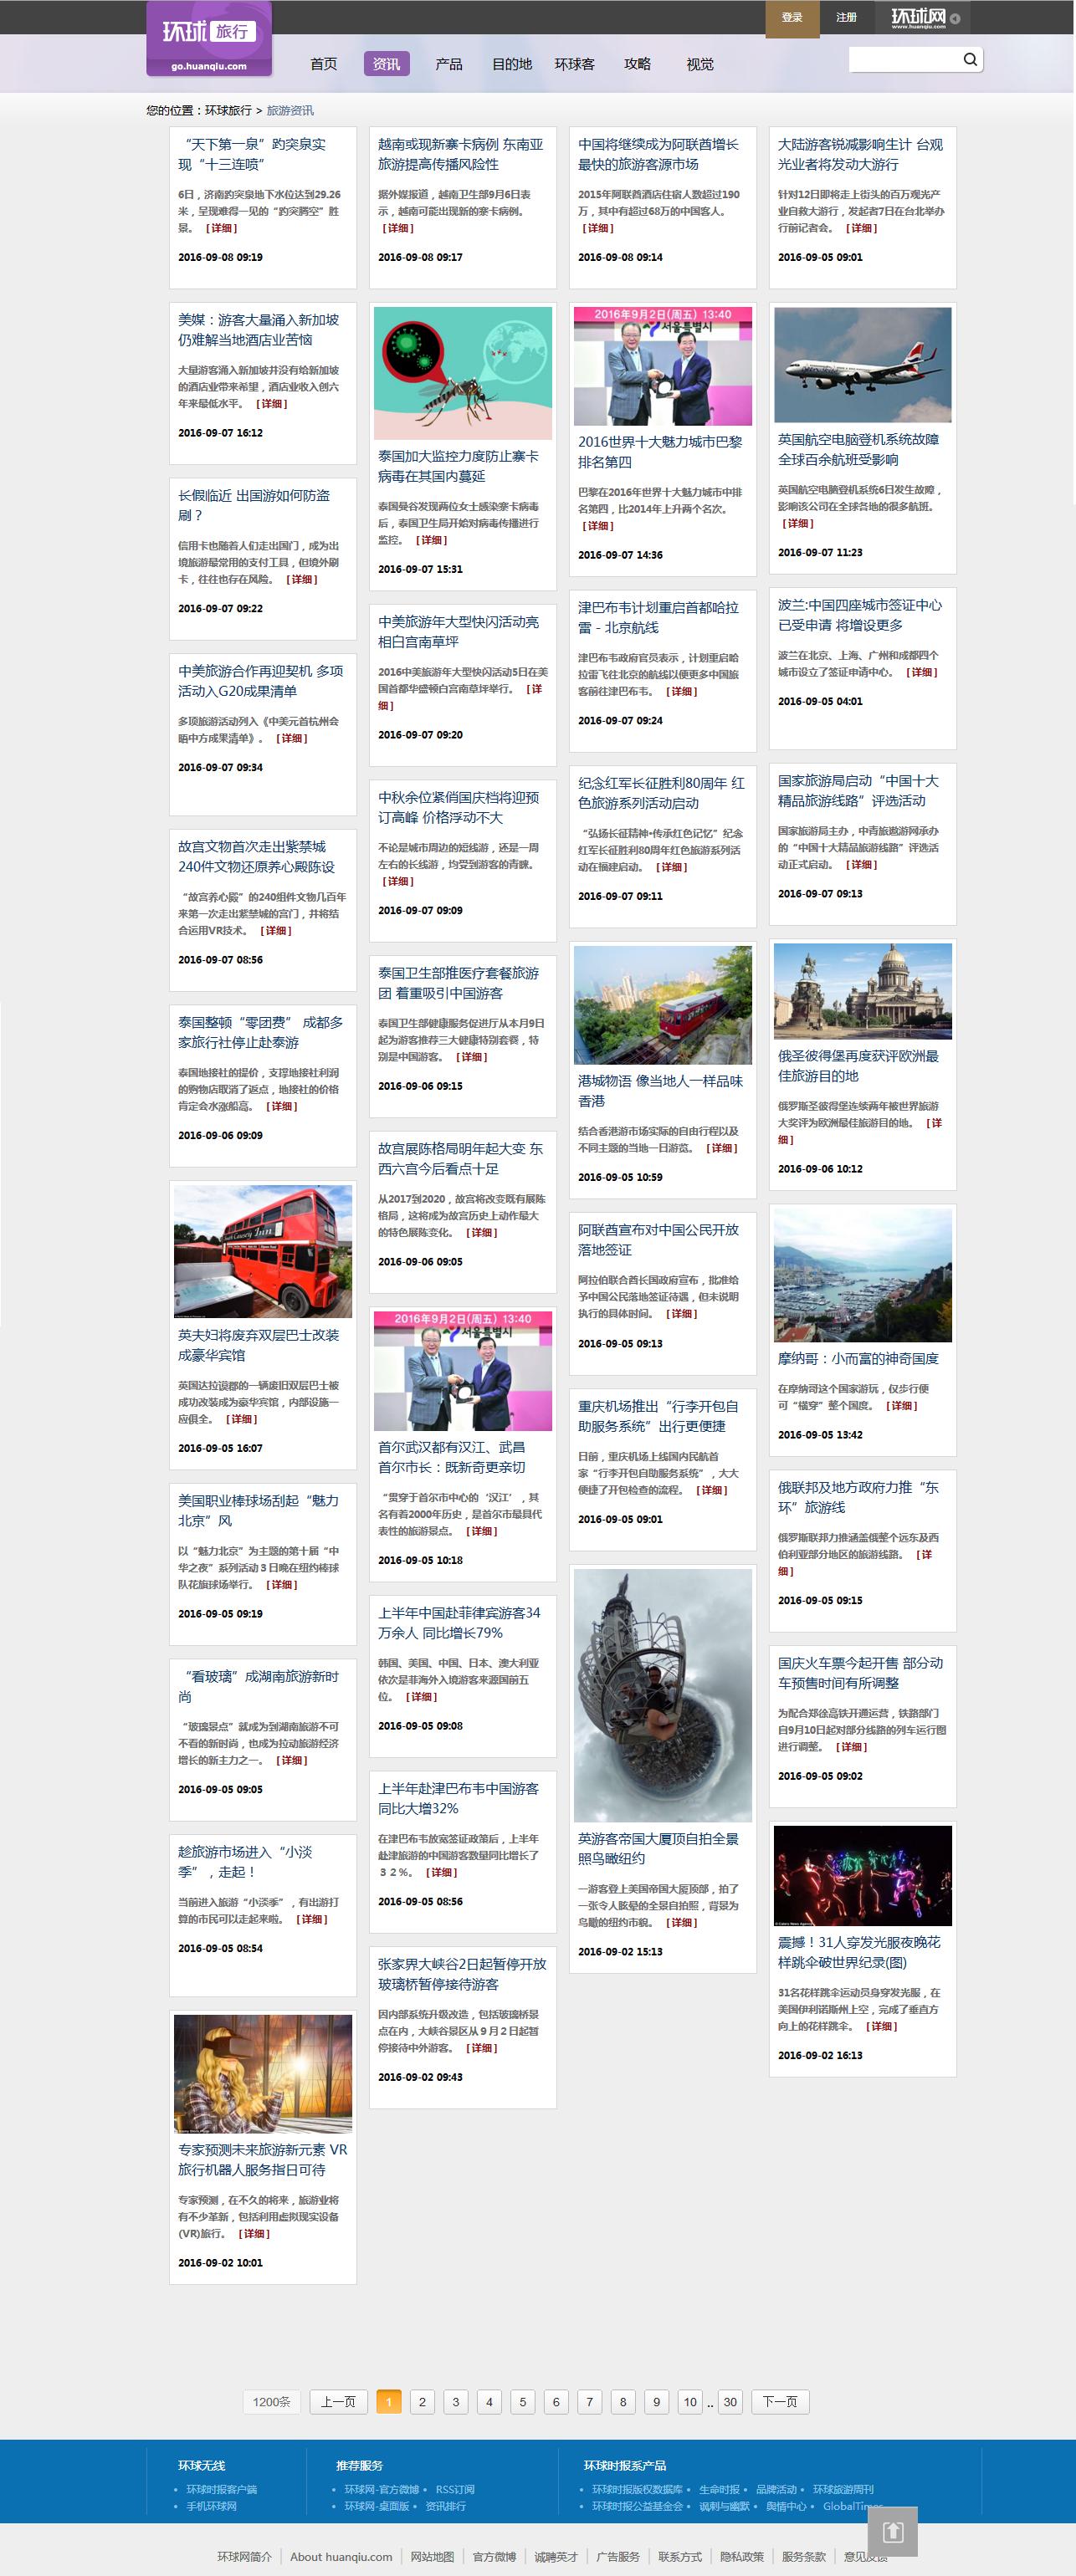 登录
注册
环球网
www.huanqiu.com
环球 旅行
go.huanqiu.com
首页
资讯
产品
目的地
环球客
攻略
视觉
您的位置：环球旅行 > 旅游资讯
“天下第一泉”趵突泉实
现“十三连喷”
6日，济南趵突泉地下水位达到29.26
米，呈现难得一见的“趵突腾空”胜
景。 [ 详细 ]
2016-09-08 09:19
美媒：游客大量涌入新加坡
仍难解当地酒店业苦恼
大量游客涌入新加坡并没有给新加坡
的酒店业带来希望，酒店业收入创六
年来最低水平。 [ 详细 ]
2016-09-07 16:12
长假临近 出国游如何防盗
刷？
信用卡也随着人们走出国门，成为出
境旅游最常用的支付工具，但境外刷
卡，往往也存在风险。 [ 详细 ]
2016-09-07 09:22
中美旅游合作再迎契机 多项
活动入G20成果清单
多项旅游活动列入《中美元首杭州会
晤中方成果清单》。 [ 详细 ]
2016-09-07 09:34
故宫文物首次走出紫禁城
240件文物还原养心殿陈设
“故宫养心殿”的240组件文物几百年
来第一次走出紫禁城的宫门，并将结
合运用VR技术。 [ 详细 ]
2016-09-07 08:56
泰国整顿“零团费” 成都多
家旅行社停止赴泰游
泰国地接社的提价，支撑地接社利润
的购物店取消了返点，地接社的价格
肯定会水涨船高。 [ 详细 ]
2016-09-06 09:09
英夫妇将废弃双层巴士改装
成豪华宾馆
英国达拉谟郡的一辆废旧双层巴士被
成功改装成为豪华宾馆，内部设施一
应俱全。 [ 详细 ]
2016-09-05 16:07
美国职业棒球场刮起“魅力
北京”风
以“魅力北京”为主题的第十届“中
华之夜”系列活动３日晚在纽约棒球
队花旗球场举行。 [ 详细 ]
2016-09-05 09:19
“看玻璃”成湖南旅游新时
尚
“玻璃景点”就成为到湖南旅游不可
不看的新时尚，也成为拉动旅游经济
增长的新主力之一。 [ 详细 ]
2016-09-05 09:05
趁旅游市场进入“小淡
季”，走起！
当前进入旅游“小淡季”，有出游打
算的市民可以走起来啦。 [ 详细 ]
2016-09-05 08:54
专家预测未来旅游新元素 VR
旅行机器人服务指日可待
专家预测，在不久的将来，旅游业将
有不少革新，包括利用虚拟现实设备
(VR)旅行。 [ 详细 ]
2016-09-02 10:01
越南或现新寨卡病例 东南亚
旅游提高传播风险性
据外媒报道，越南卫生部9月6日表
示，越南可能出现新的寨卡病例。
[ 详细 ]
2016-09-08 09:17
泰国加大监控力度防止寨卡
病毒在其国内蔓延
泰国曼谷发现两位女士感染寨卡病毒
后，泰国卫生局开始对病毒传播进行
监控。 [ 详细 ]
2016-09-07 15:31
中美旅游年大型快闪活动亮
相白宫南草坪
2016中美旅游年大型快闪活动5日在美
国首都华盛顿白宫南草坪举行。 [ 详
细 ]
2016-09-07 09:20
中秋余位紧俏国庆档将迎预
订高峰 价格浮动不大
不论是城市周边的短线游，还是一周
左右的长线游，均受到游客的青睐。
[ 详细 ]
2016-09-07 09:09
泰国卫生部推医疗套餐旅游
团 着重吸引中国游客
泰国卫生部健康服务促进厅从本月9日
起为游客推荐三大健康特别套餐，特
别是中国游客。 [ 详细 ]
2016-09-06 09:15
故宫展陈格局明年起大变 东
西六宫今后看点十足
从2017到2020，故宫将改变既有展陈
格局，这将成为故宫历史上动作最大
的特色展陈变化。 [ 详细 ]
2016-09-06 09:05
2016年9月2日(周五) 13:40
서울특별시
首尔武汉都有汉江、武昌
首尔市长：既新奇更亲切
“贯穿于首尔市中心的‘汉江’，其
名有着2000年历史，是首尔市最具代
表性的旅游景点。 [ 详细 ]
2016-09-05 10:18
上半年中国赴菲律宾游客34
万余人 同比增长79%
韩国、美国、中国、日本、澳大利亚
依次是菲海外入境游客来源国前五
位。 [ 详细 ]
2016-09-05 09:08
上半年赴津巴布韦中国游客
同比大增32%
在津巴布韦放宽签证政策后，上半年
赴津旅游的中国游客数量同比增长了
３２%。 [ 详细 ]
2016-09-05 08:56
张家界大峡谷2日起暂停开放
玻璃桥暂停接待游客
因内部系统升级改造，包括玻璃桥景
点在内，大峡谷景区从９月２日起暂
停接待中外游客。 [ 详细 ]
2016-09-02 09:43
中国将继续成为阿联酋增长
最快的旅游客源市场
2015年阿联酋酒店住宿人数超过190
万，其中有超过68万的中国客人。
[ 详细 ]
2016-09-08 09:14
2016年9月2日(周五) 13:40
서울특별시
2016世界十大魅力城市巴黎
排名第四
巴黎在2016年世界十大魅力城市中排
名第四，比2014年上升两个名次。
[ 详细 ]
2016-09-07 14:36
津巴布韦计划重启首都哈拉
雷－北京航线
津巴布韦政府官员表示，计划重启哈
拉雷飞往北京的航线以便更多中国旅
客前往津巴布韦。 [ 详细 ]
2016-09-07 09:24
纪念红军长征胜利80周年 红
色旅游系列活动启动
“弘扬长征精神•传承红色记忆”纪念
红军长征胜利80周年红色旅游系列活
动在福建启动。 [ 详细 ]
2016-09-07 09:11
港城物语 像当地人一样品味
香港
结合香港游市场实际的自由行程以及
不同主题的当地一日游览。 [ 详细 ]
2016-09-05 10:59
阿联酋宣布对中国公民开放
落地签证
阿拉伯联合酋长国政府宣布，批准给
予中国公民落地签证待遇，但未说明
执行的具体时间。 [ 详细 ]
2016-09-05 09:13
重庆机场推出“行李开包自
助服务系统”出行更便捷
日前，重庆机场上线国内民航首
家“行李开包自助服务系统”，大大
便捷了开包检查的流程。 [ 详细 ]
2016-09-05 09:01
英游客帝国大厦顶自拍全景
照鸟瞰纽约
一游客登上美国帝国大厦顶部，拍了
一张令人眩晕的全景自拍照，背景为
鸟瞰的纽约市貌。 [ 详细 ]
2016-09-02 15:13
大陆游客锐减影响生计 台观
光业者将发动大游行
针对12日即将走上街头的百万观光产
业自救大游行，发起者7日在台北举办
行前记者会。 [ 详细 ]
2016-09-05 09:01
英国航空电脑登机系统故障
全球百余航班受影响
英国航空电脑登机系统6日发生故障，
影响该公司在全球各地的很多航班。
[ 详细 ]
2016-09-07 11:23
波兰:中国四座城市签证中心
已受申请 将增设更多
波兰在北京、上海、广州和成都四个
城市设立了签证申请中心。 [ 详细 ]
2016-09-05 04:01
国家旅游局启动“中国十大
精品旅游线路”评选活动
国家旅游局主办，中青旅遨游网承办
的“中国十大精品旅游线路”评选活
动正式启动。 [ 详细 ]
2016-09-07 09:13
俄圣彼得堡再度获评欧洲最
佳旅游目的地
俄罗斯圣彼得堡连续两年被世界旅游
大奖评为欧洲最佳旅游目的地。 [ 详
细 ]
2016-09-06 10:12
摩纳哥：小而富的神奇国度
在摩纳哥这个国家游玩，仅步行便
可“横穿”整个国度。 [ 详细 ]
2016-09-05 13:42
俄联邦及地方政府力推“东
环”旅游线
俄罗斯联邦力推涵盖俄整个远东及西
伯利亚部分地区的旅游线路。 [ 详
细 ]
2016-09-05 09:15
国庆火车票今起开售 部分动
车预售时间有所调整
为配合郑徐高铁开通运营，铁路部门
自9月10日起对部分线路的列车运行图
进行调整。 [ 详细 ]
2016-09-05 09:02
震撼！31人穿发光服夜晚花
样跳伞破世界纪录(图)
31名花样跳伞运动员身穿发光服，在
美国伊利诺斯州上空，完成了垂直方
向上的花样跳伞。 [ 详细 ]
2016-09-02 16:13
1200条 上一页 1 2 3 4 5 6 7 8 9 10 .. 30 下一页
环球无线
环球时报客户端
手机环球网
推荐服务
环球网-官方微博 • RSS订阅
环球网-桌面版 • 资讯排行
环球时报系产品
环球时报版权数据库 • 生命时报 • 品牌活动 • 环球旅游周刊
环球时报公益基金会 • 讽刺与幽默 • 舆情中心 • GlobalTimes
环球网简介 | About huanqiu.com | 网站地图 | 官方微博 | 诚聘英才 | 广告服务 | 联系方式 | 隐私政策 | 服务条款 | 意见反馈